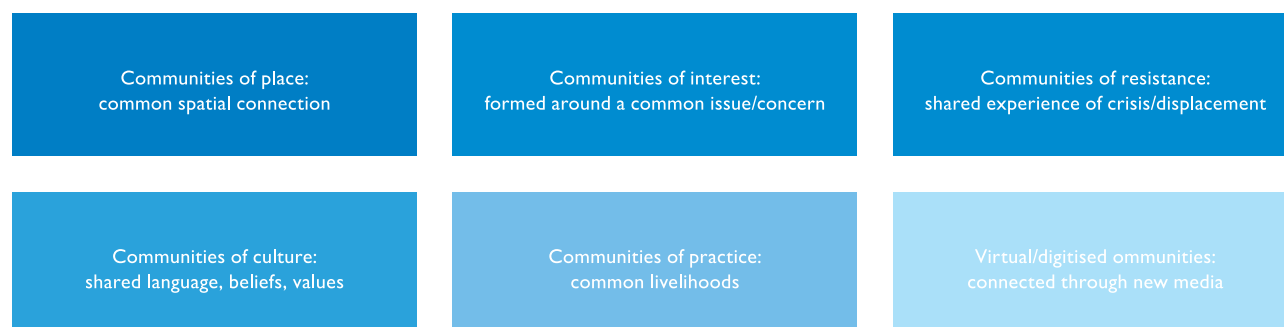 Communities of place:
common spatial connection
Communities of interest:
formed around a common issue/concern
Communities of resistance:
shared experience of crisis/displacement
Communities of culture:
shared language, beliefs, values
Communities of practice:
common livelihoods
Virtual/digitised ommunities:
connected through new media